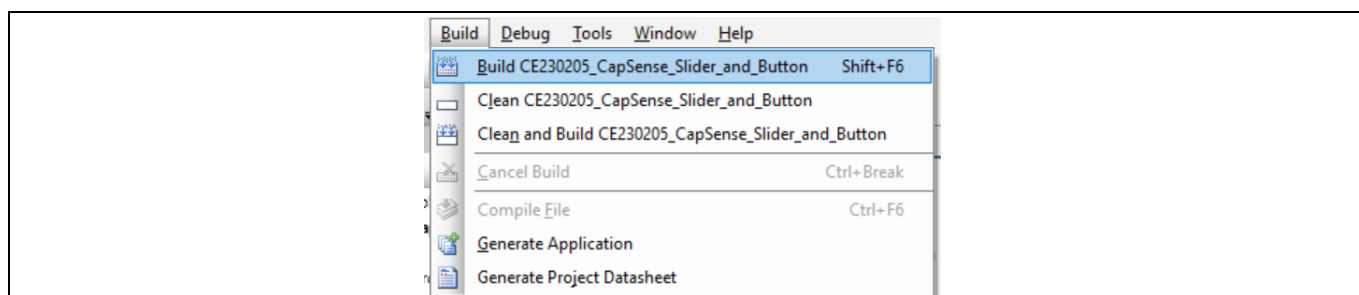 Build Debug Tools Window Help
Build CE230205_CapSense_Slider_and_Button Shift+F6
Clean CE230205_CapSense_Slider_and_Button
Clean and Build CE230205_CapSense_Slider_and_Button
Cancel Build Ctrl+Break
Compile File Ctrl+F6
Generate Application
Generate Project Datasheet